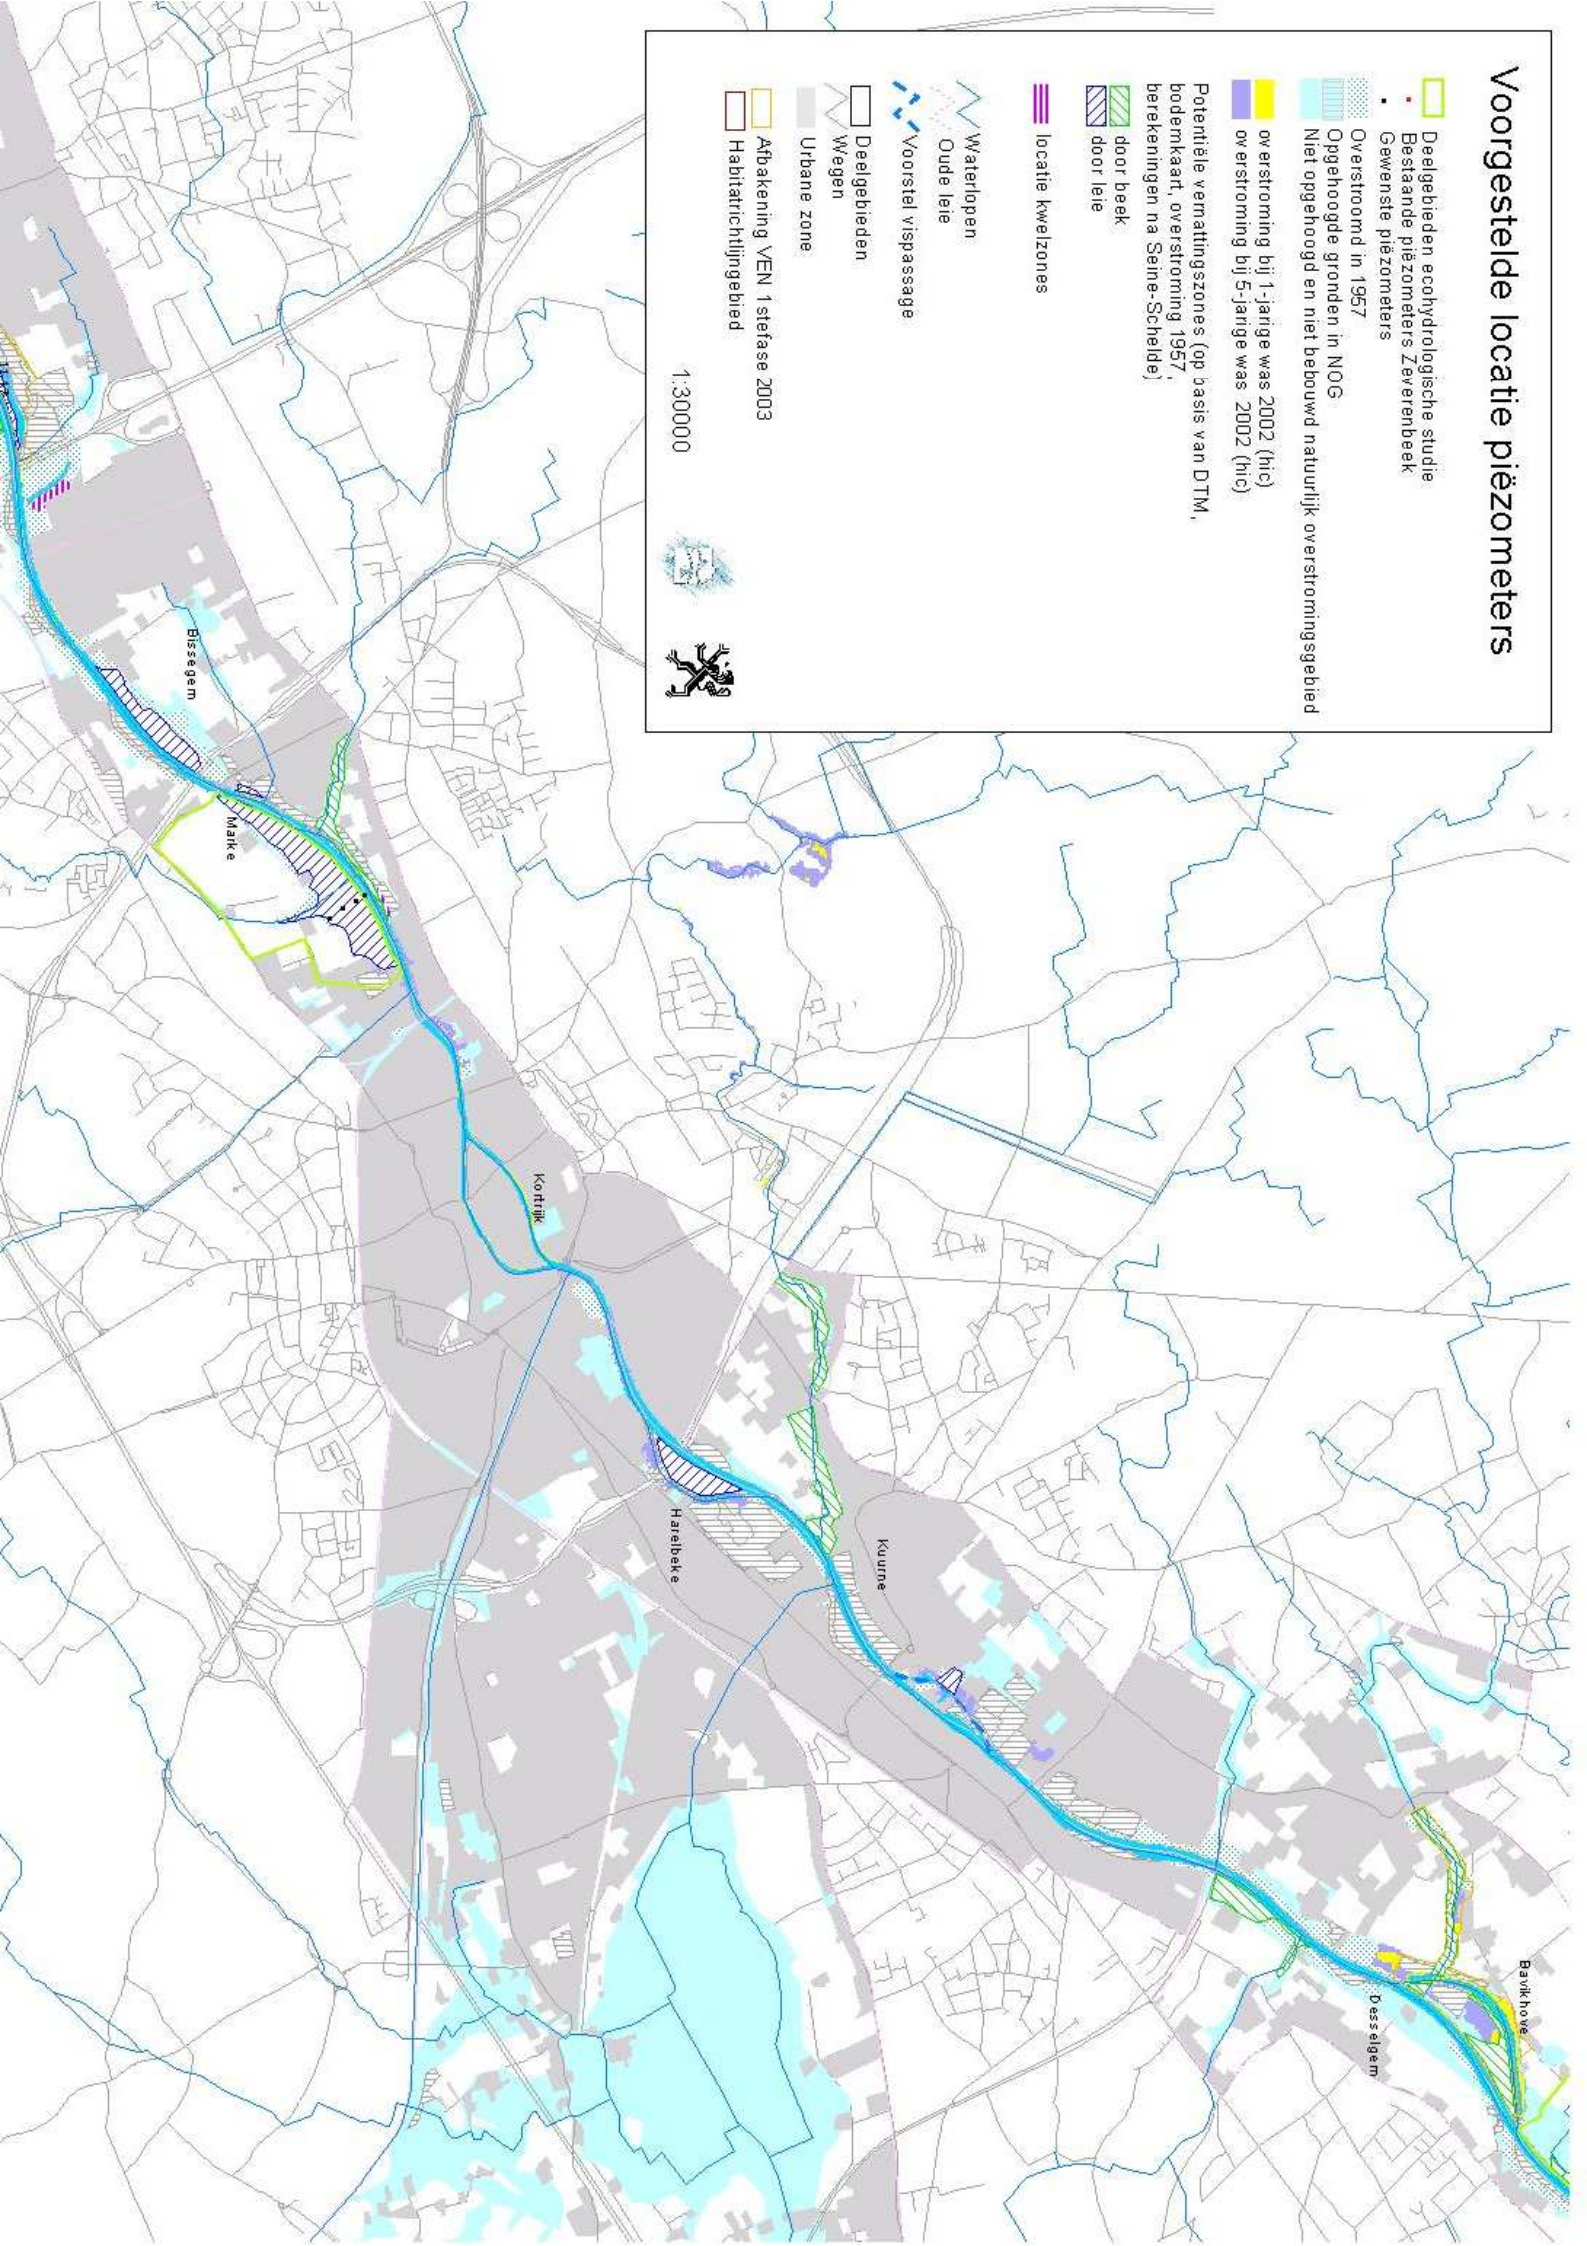 Voorgestelde locatie piëzometers
Deelgebieden ecohydrologische studie
Bestaande piëzometers Zeverenbeek
Gewenste piëzometers
Overstroomd in 1957
Opgehoogde gronden in NOG
Niet opgehoogd en niet bebouwd natuurlijk overstromingsgebied
overstroming bij 1-jarige was 2002 (hic)
overstroming bij 5-jarige was 2002 (hic)
Potentiële vernattingszones (op basis van DTM,
bodemkaart, overstroming 1957,
berekeningen na Seine-Schelde)
door beek
door leie
locatie kwelzones
Waterlopen
Oude leie
Voorstel vispassage
Deelgebieden
Wegen
Urbane zone
Afbakening VEN 1stefase 2003
Habitatrichtlijngebied
1:30000
Bavikhove
Desselgem
Kuurne
Harelbeke
Kortrijk
Marke
Bissegem